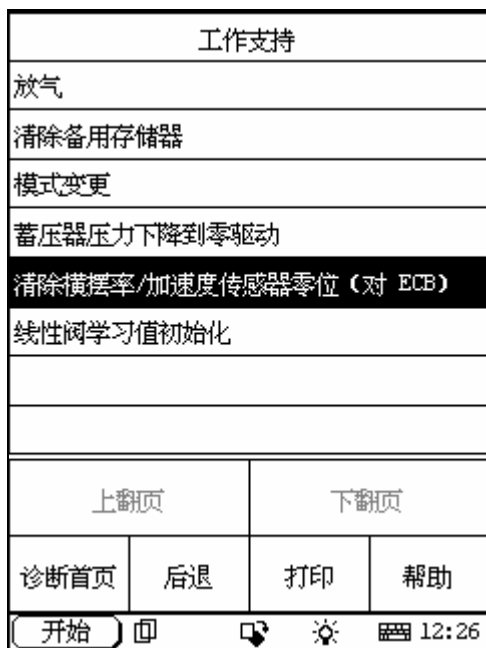 工作支持
放气
清除备用存储器
模式变更
蓄压器压力下降到零驱动
清除横摆率/加速度传感器零位(对 ECB)
线性阀学习值初始化
上翻页 下翻页
诊断首页 后退 打印 帮助
开始 12:26